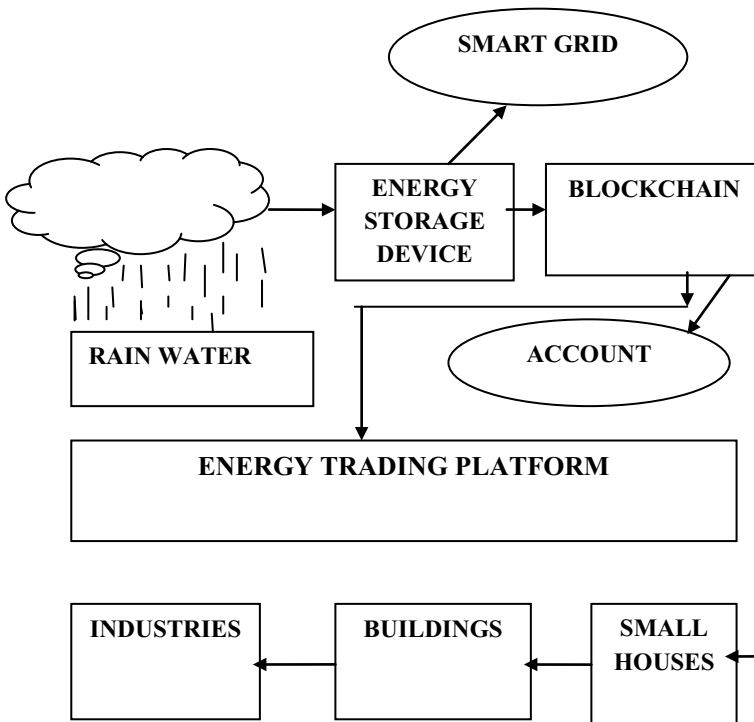 SMART GRID
ENERGY
STORAGE
DEVICE
BLOCKCHAIN
RAIN WATER
ACCOUNT
ENERGY TRADING PLATFORM
INDUSTRIES
BUILDINGS
SMALL
HOUSES